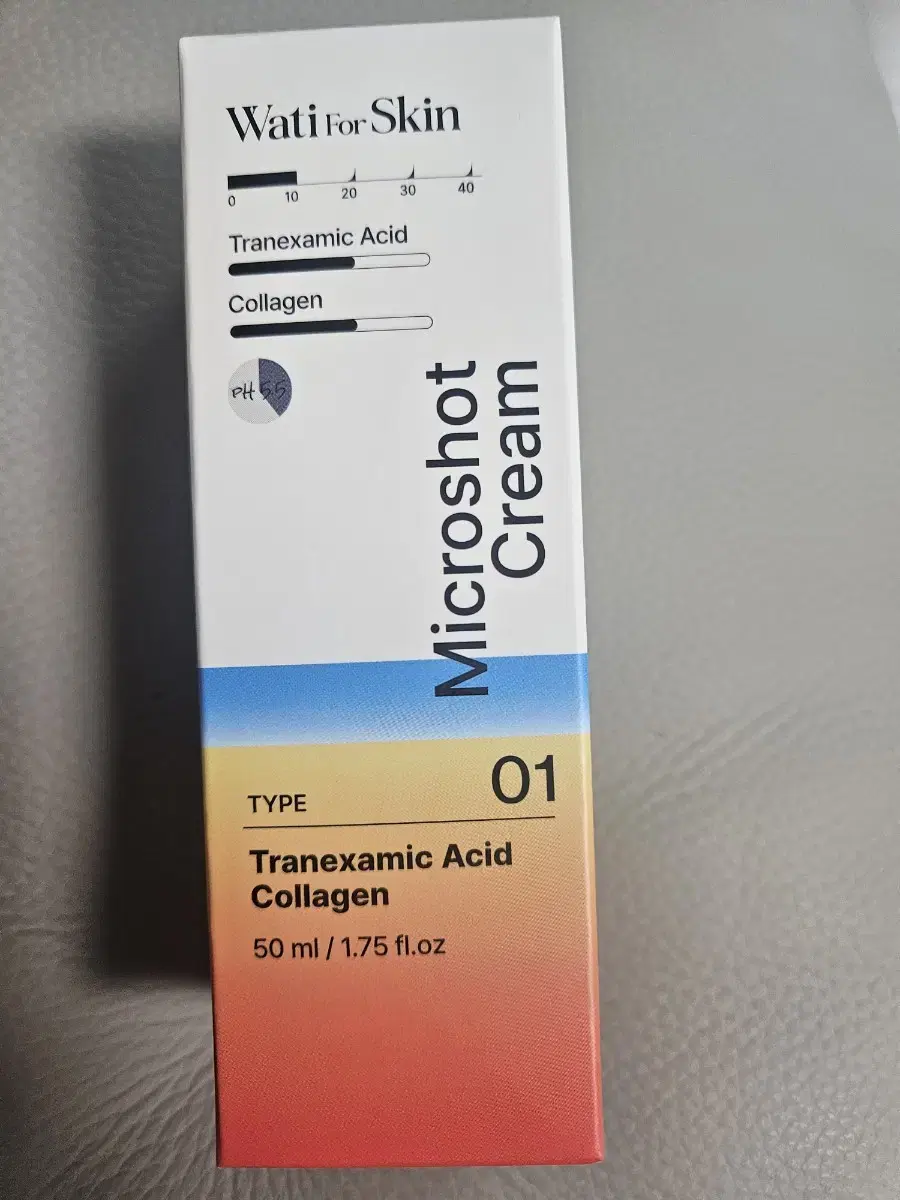 Wati For Skin
0 10 20 30 40
Tranexamic Acid
Collagen
PH 5.5
Microshot
Cream
TYPE 01
Tranexamic Acid
Collagen
50 ml / 1.75 fl.oz